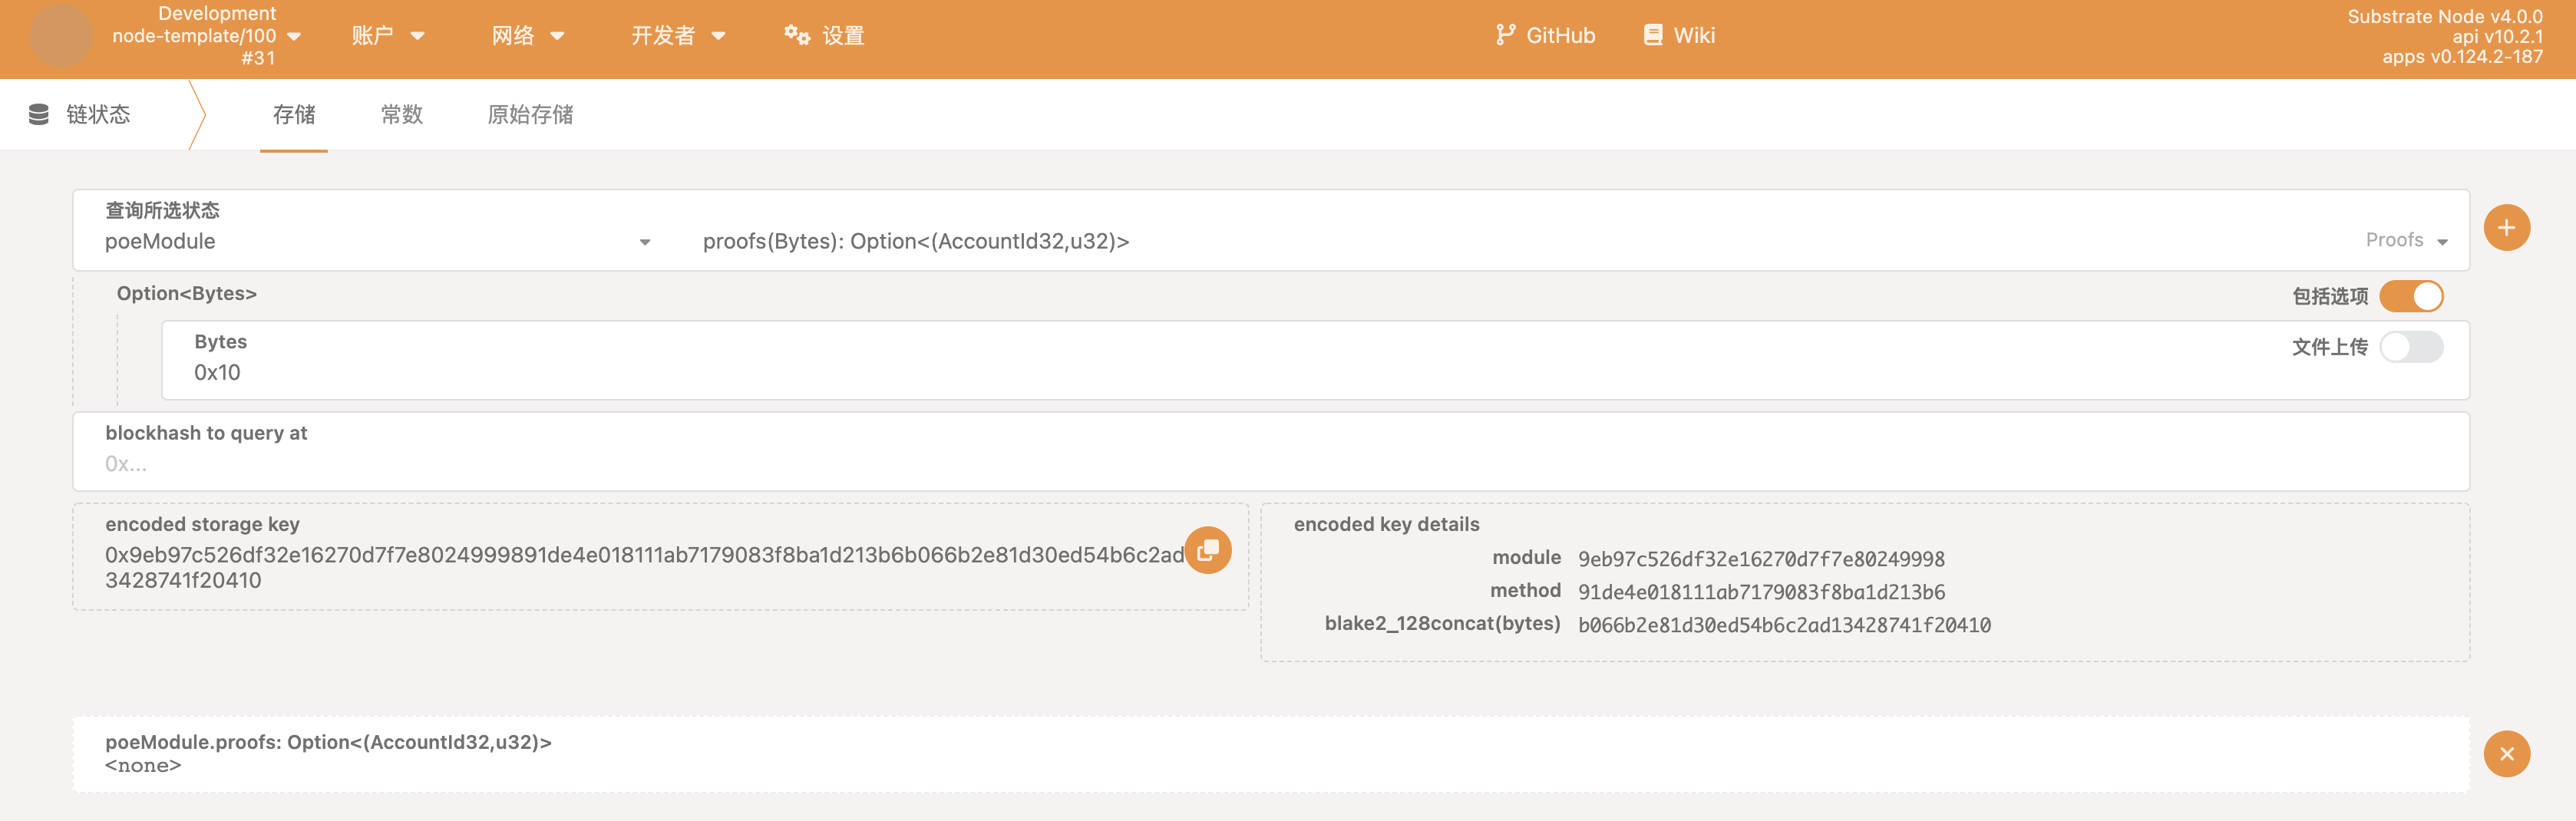 Development
node-template/100
#31
账户
网络
开发者
设置
GitHub
Wiki
Substrate Node v4.0.0
api v10.2.1
apps v0.124.2-187
链状态
存储
常数
原始存储
查询所选状态
poeModule
proofs(Bytes): Option<(AccountId32,u32)>
Proofs
Option<Bytes>
包括选项
Bytes
0x10
文件上传
blockhash to query at
0x...
encoded storage key
0x9eb97c526df32e16270d7f7e8024999891de4e018111ab7179083f8ba1d213b6b066b2e81d30ed54b6c2ad
3428741f20410
encoded key details
module 9eb97c526df32e16270d7f7e80249998
method 91de4e018111ab7179083f8ba1d213b6
blake2_128concat(bytes) b066b2e81d30ed54b6c2ad13428741f20410
poeModule.proofs: Option<(AccountId32,u32)>
<none>